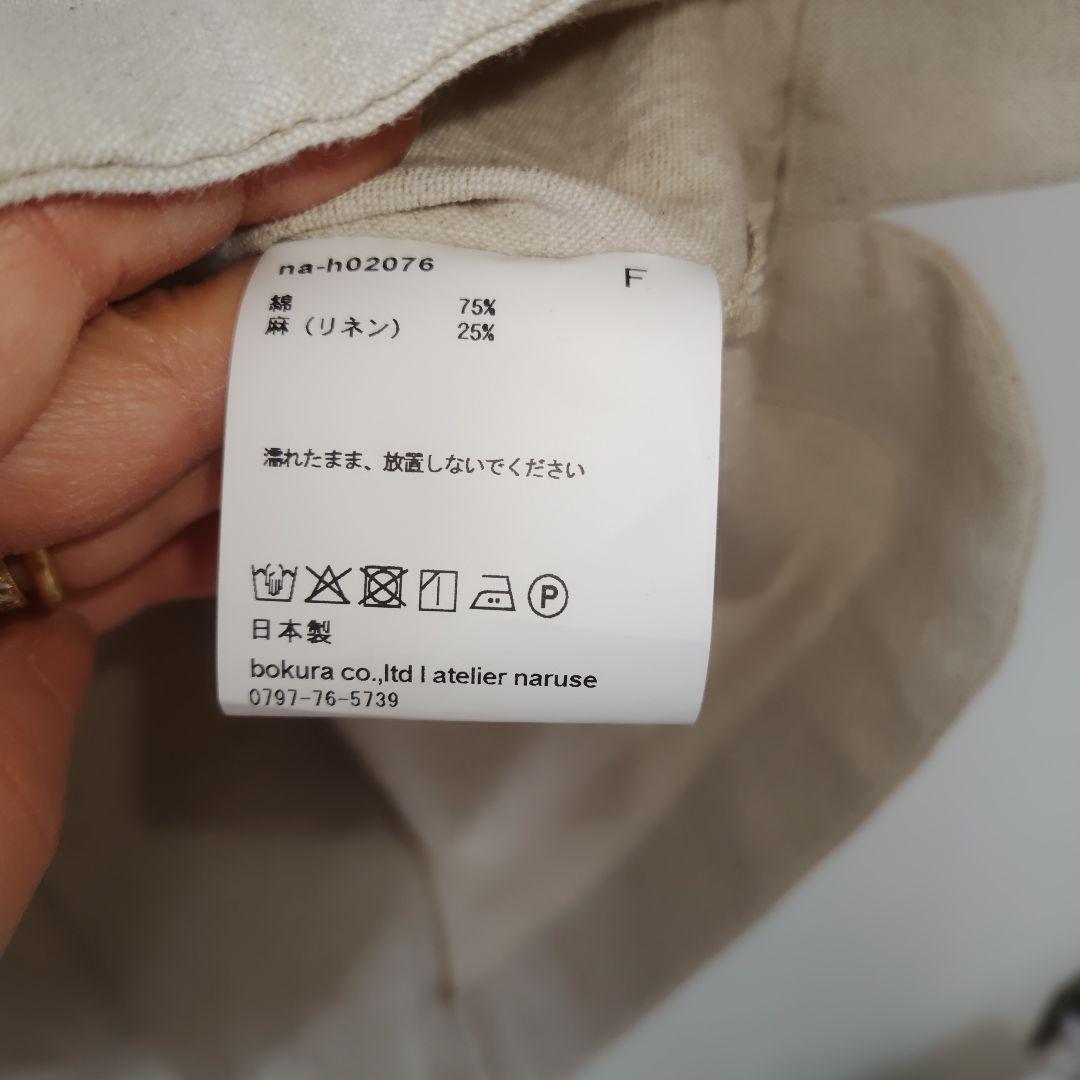 na-h02076 F
綿 75%
麻（リネン） 25%
濡れたまま、放置しないでください
P
日本製
bokura co.,ltd l atelier naruse
0797-76-5739